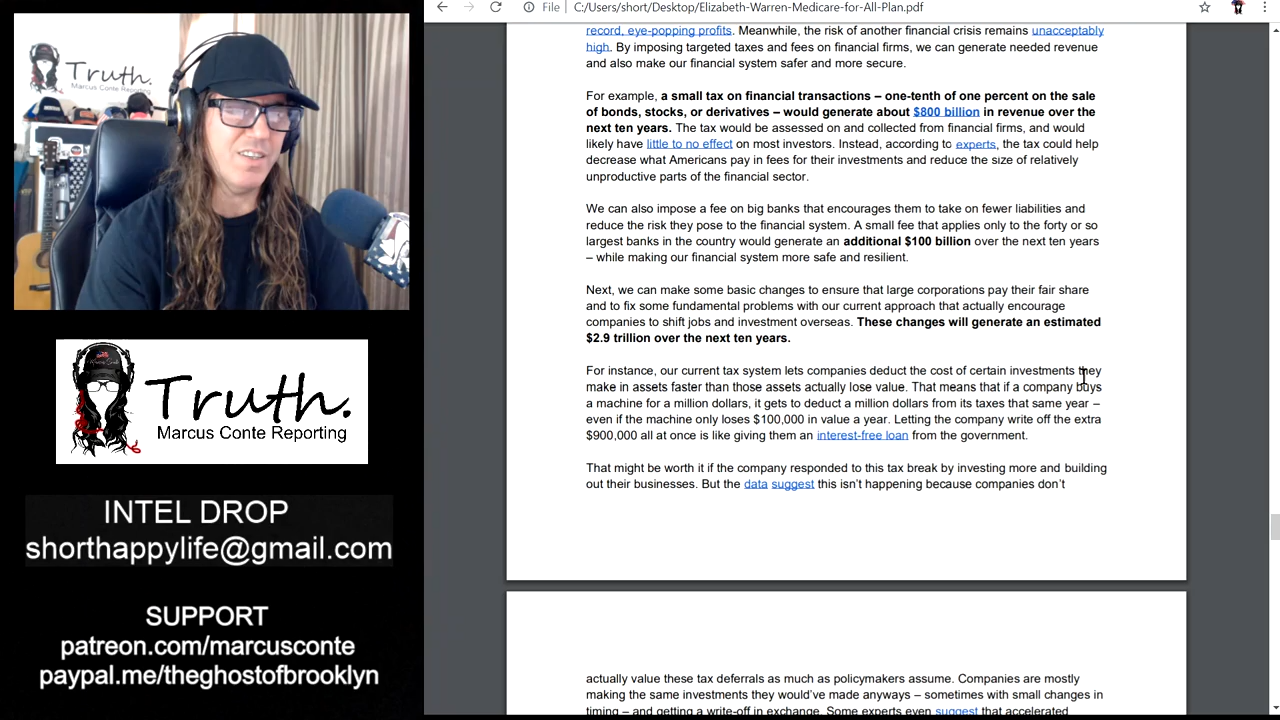 Truth.
Marcus Conte Reporting
Truth.
Marcus Conte Reporting
INTEL DROP
shorthappylife@gmail.com
SUPPORT
patreon.com/marcusconte
paypal.me/theghostofbrooklyn
File | C:/Users/short/Desktop/Elizabeth-Warren-Medicare-for-All-Plan.pdf
record, eye-popping profits. Meanwhile, the risk of another financial crisis remains unacceptably
high. By imposing targeted taxes and fees on financial firms, we can generate needed revenue
and also make our financial system safer and more secure.
For example, a small tax on financial transactions – one-tenth of one percent on the sale
of bonds, stocks, or derivatives – would generate about $800 billion in revenue over the
next ten years. The tax would be assessed on and collected from financial firms, and would
likely have little to no effect on most investors. Instead, according to experts, the tax could help
decrease what Americans pay in fees for their investments and reduce the size of relatively
unproductive parts of the financial sector.
We can also impose a fee on big banks that encourages them to take on fewer liabilities and
reduce the risk they pose to the financial system. A small fee that applies only to the forty or so
largest banks in the country would generate an additional $100 billion over the next ten years
– while making our financial system more safe and resilient.
Next, we can make some basic changes to ensure that large corporations pay their fair share
and to fix some fundamental problems with our current approach that actually encourage
companies to shift jobs and investment overseas. These changes will generate an estimated
$2.9 trillion over the next ten years.
For instance, our current tax system lets companies deduct the cost of certain investments they
make in assets faster than those assets actually lose value. That means that if a company buys
a machine for a million dollars, it gets to deduct a million dollars from its taxes that same year –
even if the machine only loses $100,000 in value a year. Letting the company write off the extra
$900,000 all at once is like giving them an interest-free loan from the government.
That might be worth it if the company responded to this tax break by investing more and building
out their businesses. But the data suggest this isn't happening because companies don't
actually value these tax deferrals as much as policymakers assume. Companies are mostly
making the same investments they would've made anyways – sometimes with small changes in
timing – and getting a write-off in exchange. Some experts even suggest that accelerated